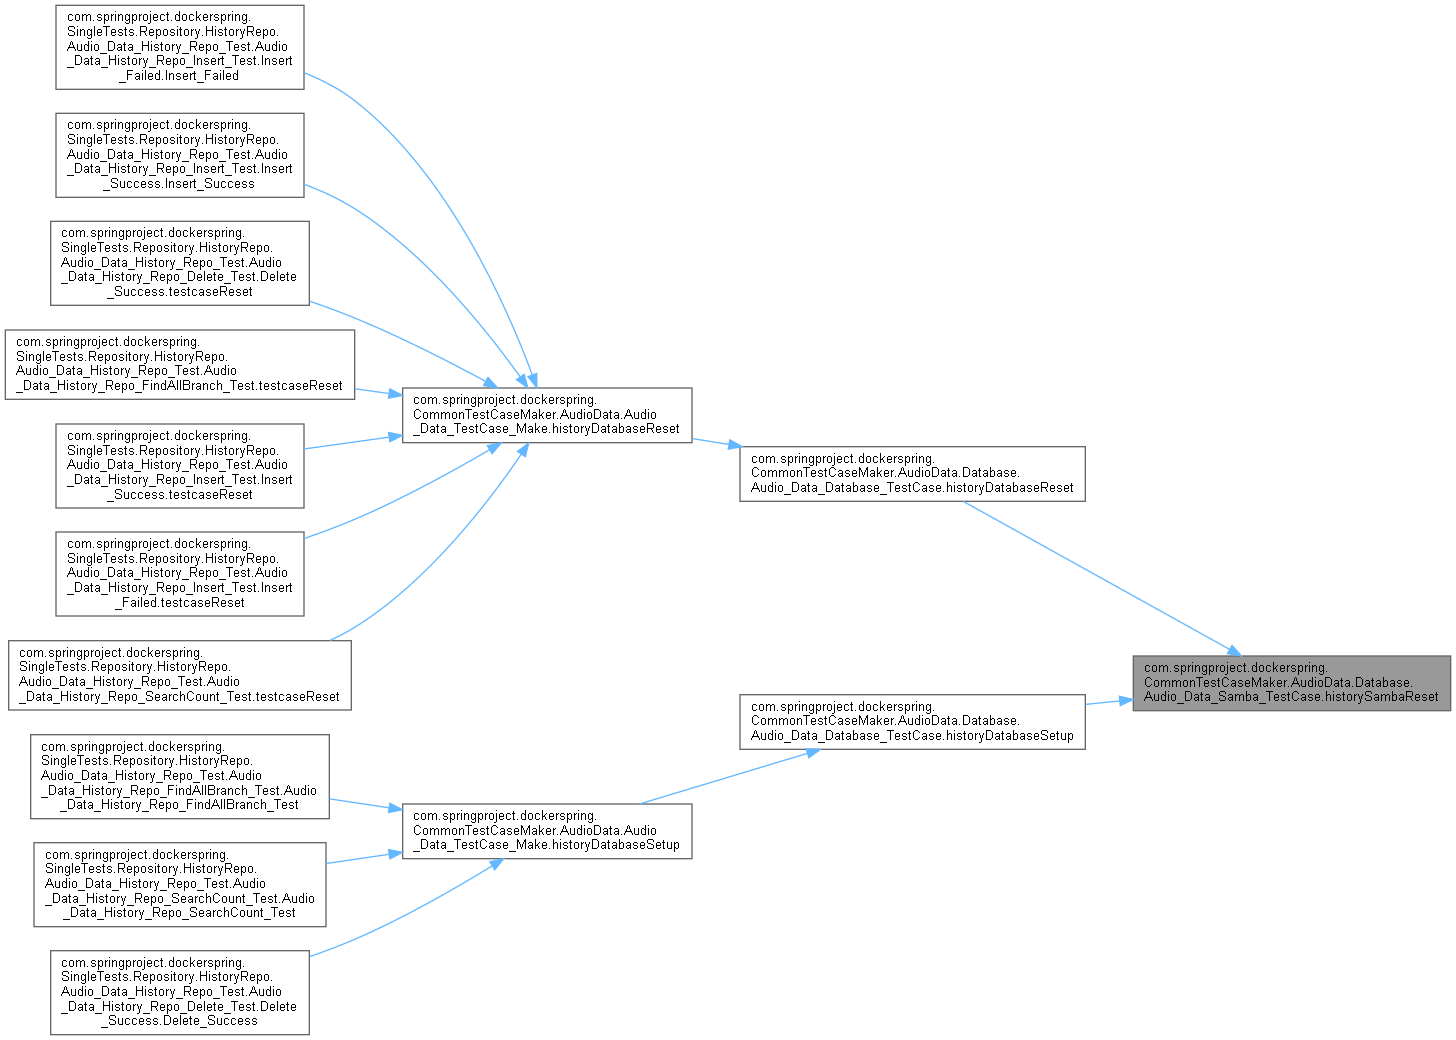 com.springproject.dockerspring.
SingleTests.Repository.HistoryRepo.
Audio_Data_History_Repo_Test.Audio
_Data_History_Repo_Insert_Test.Insert
_Failed.Insert_Failed
com.springproject.dockerspring.
SingleTests.Repository.HistoryRepo.
Audio_Data_History_Repo_Test.Audio
_Data_History_Repo_Insert_Test.Insert
_Success.Insert_Success
com.springproject.dockerspring.
SingleTests.Repository.HistoryRepo.
Audio_Data_History_Repo_Test.Audio
_Data_History_Repo_Delete_Test.Delete
_Success.testcaseReset
com.springproject.dockerspring.
SingleTests.Repository.HistoryRepo.
Audio_Data_History_Repo_Test.Audio
_Data_History_Repo_FindAllBranch_Test.testcaseReset
com.springproject.dockerspring.
SingleTests.Repository.HistoryRepo.
Audio_Data_History_Repo_Test.Audio
_Data_History_Repo_Insert_Test.Insert
_Success.testcaseReset
com.springproject.dockerspring.
SingleTests.Repository.HistoryRepo.
Audio_Data_History_Repo_Test.Audio
_Data_History_Repo_Insert_Test.Insert
_Failed.testcaseReset
com.springproject.dockerspring.
SingleTests.Repository.HistoryRepo.
Audio_Data_History_Repo_Test.Audio
_Data_History_Repo_SearchCount_Test.testcaseReset
com.springproject.dockerspring.
SingleTests.Repository.HistoryRepo.
Audio_Data_History_Repo_Test.Audio
_Data_History_Repo_FindAllBranch_Test.Audio
_Data_History_Repo_FindAllBranch_Test
com.springproject.dockerspring.
SingleTests.Repository.HistoryRepo.
Audio_Data_History_Repo_Test.Audio
_Data_History_Repo_SearchCount_Test.Audio
_Data_History_Repo_SearchCount_Test
com.springproject.dockerspring.
SingleTests.Repository.HistoryRepo.
Audio_Data_History_Repo_Test.Audio
_Data_History_Repo_Delete_Test.Delete
_Success.Delete_Success
com.springproject.dockerspring.
CommonTestCaseMaker.AudioData.Audio
_Data_TestCase_Make.historyDatabaseReset
com.springproject.dockerspring.
CommonTestCaseMaker.AudioData.Audio
_Data_TestCase_Make.historyDatabaseSetup
com.springproject.dockerspring.
CommonTestCaseMaker.AudioData.Database.
Audio_Data_Database_TestCase.historyDatabaseReset
com.springproject.dockerspring.
CommonTestCaseMaker.AudioData.Database.
Audio_Data_Database_TestCase.historyDatabaseSetup
com.springproject.dockerspring.
CommonTestCaseMaker.AudioData.Database.
Audio_Data_Samba_TestCase.historySambaReset